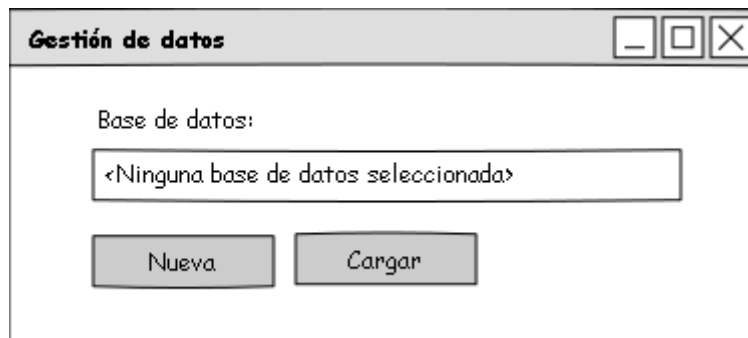 Gestión de datos
Base de datos:
<Ninguna base de datos seleccionada>
Nueva
Cargar